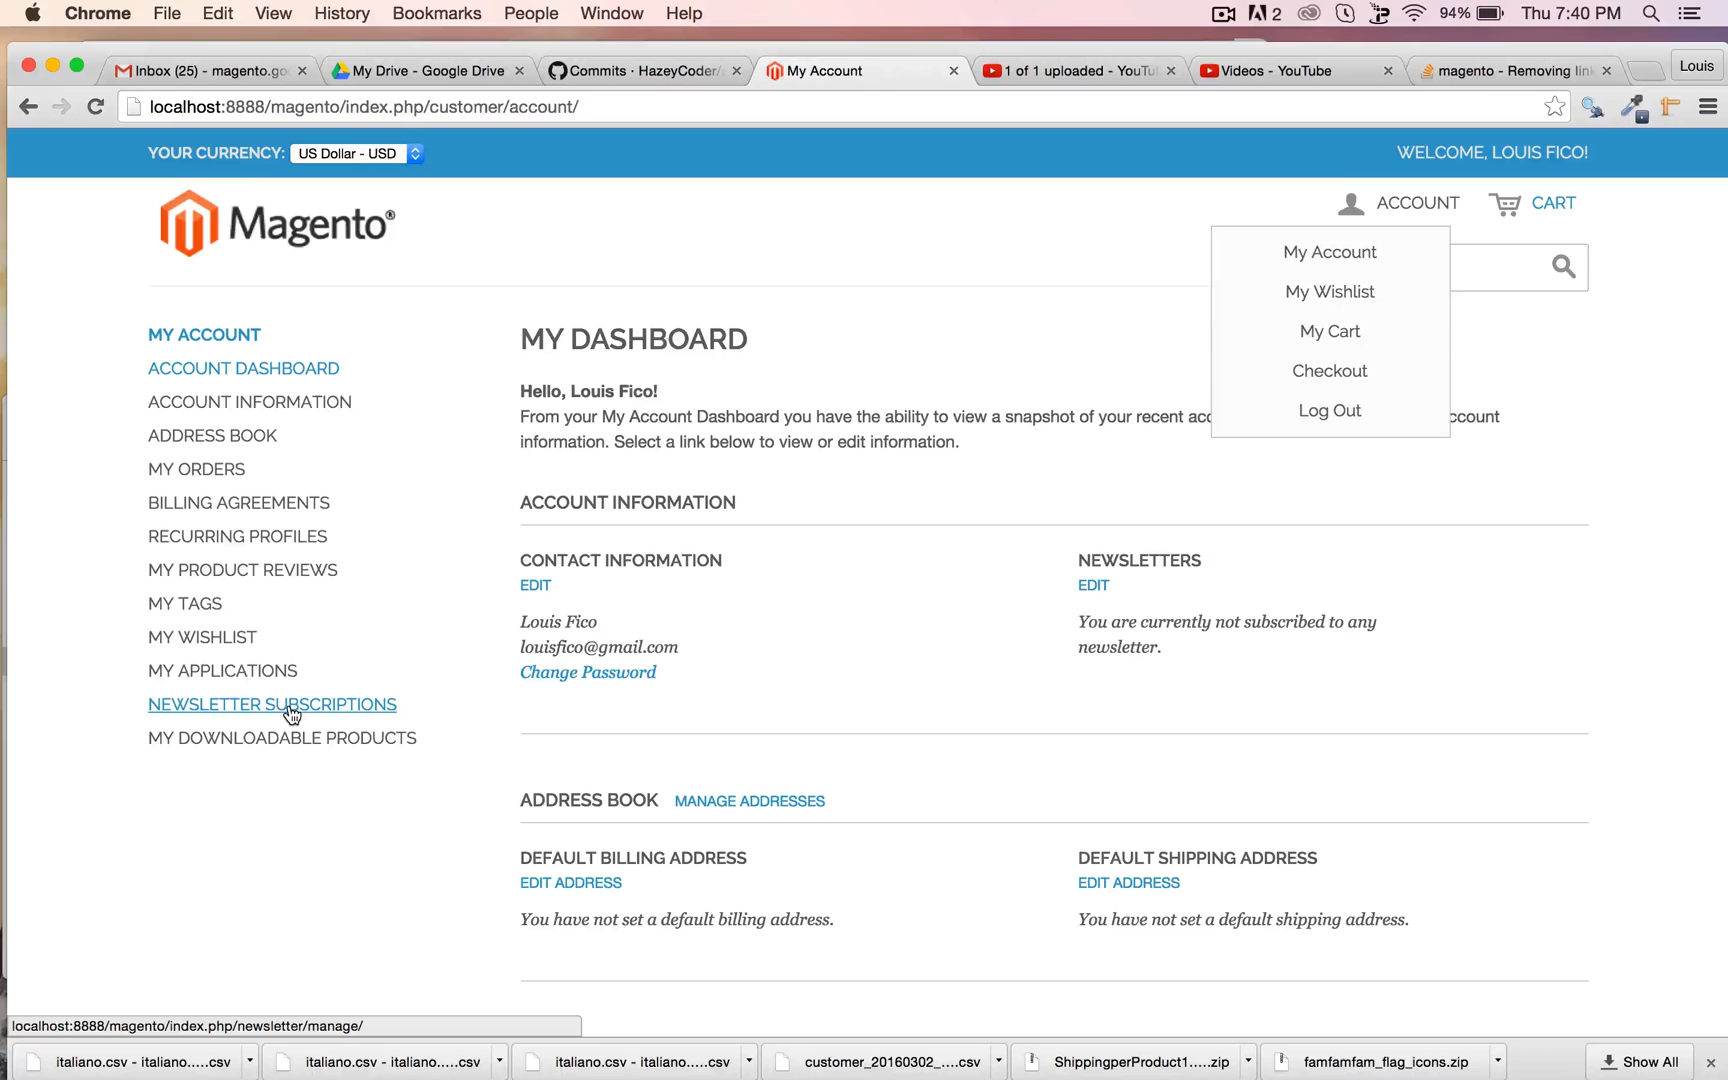 Chrome File Edit View History Bookmarks People Window Help 2 94% Thu 7:40 PM
Inbox (25) - magento.go My Drive - Google Drive Commits · HazeyCoder/ My Account 1 of 1 uploaded - YouTu Videos - YouTube magento - Removing lin Louis
localhost:8888/magento/index.php/customer/account/
YOUR CURRENCY: US Dollar - USD WELCOME, LOUIS FICO!
Magento®
ACCOUNT CART
My Account
My Wishlist
My Cart
Checkout
Log Out
MY ACCOUNT
ACCOUNT DASHBOARD
ACCOUNT INFORMATION
ADDRESS BOOK
MY ORDERS
BILLING AGREEMENTS
RECURRING PROFILES
MY PRODUCT REVIEWS
MY TAGS
MY WISHLIST
MY APPLICATIONS
NEWSLETTER SUBSCRIPTIONS
MY DOWNLOADABLE PRODUCTS
MY DASHBOARD
Hello, Louis Fico!
From your My Account Dashboard you have the ability to view a snapshot of your recent acc ccount
information. Select a link below to view or edit information.
ACCOUNT INFORMATION
CONTACT INFORMATION
EDIT
Louis Fico
louisfico@gmail.com
Change Password
NEWSLETTERS
EDIT
You are currently not subscribed to any
newsletter.
ADDRESS BOOK MANAGE ADDRESSES
DEFAULT BILLING ADDRESS
EDIT ADDRESS
You have not set a default billing address.
DEFAULT SHIPPING ADDRESS
EDIT ADDRESS
You have not set a default shipping address.
localhost:8888/magento/index.php/newsletter/manage/
italiano.csv - italiano.....csv italiano.csv - italiano.....csv italiano.csv - italiano.....csv customer_20160302_....csv ShippingperProduct1....zip famfamfam_flag_icons.zip Show All